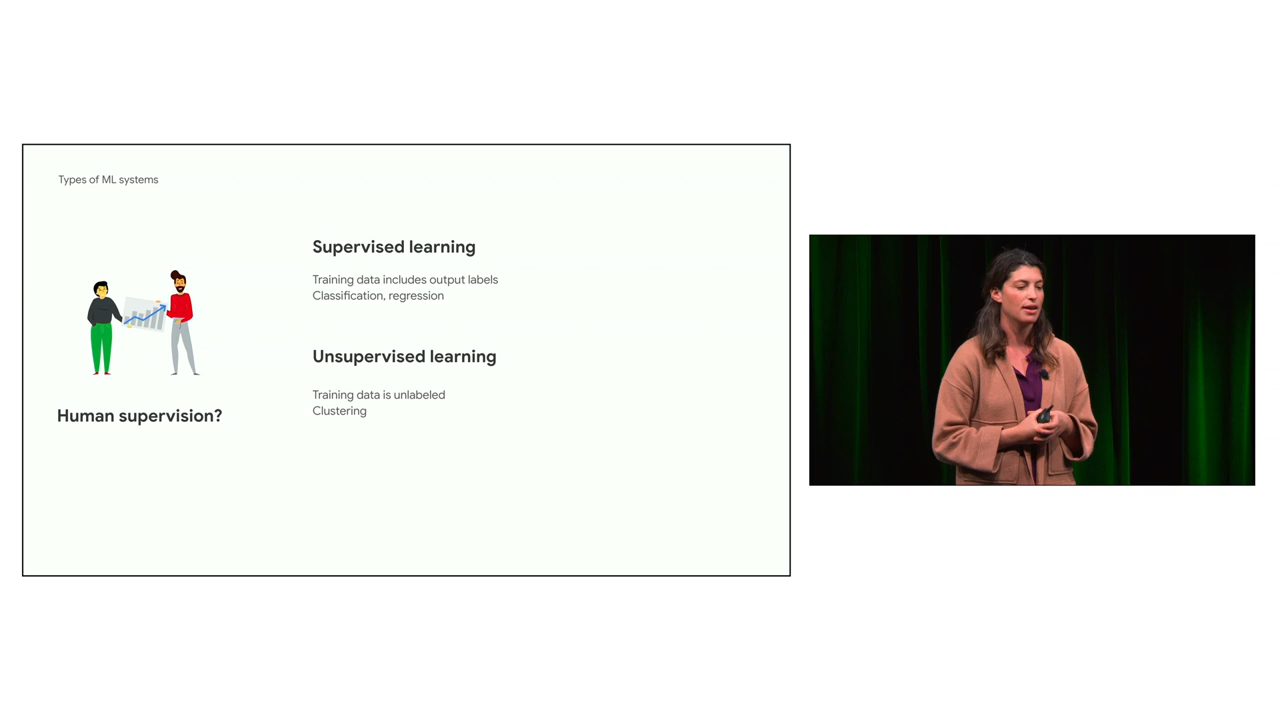 Types of ML systems
Human supervision?
Supervised learning
Training data includes output labels
Classification, regression
Unsupervised learning
Training data is unlabeled
Clustering